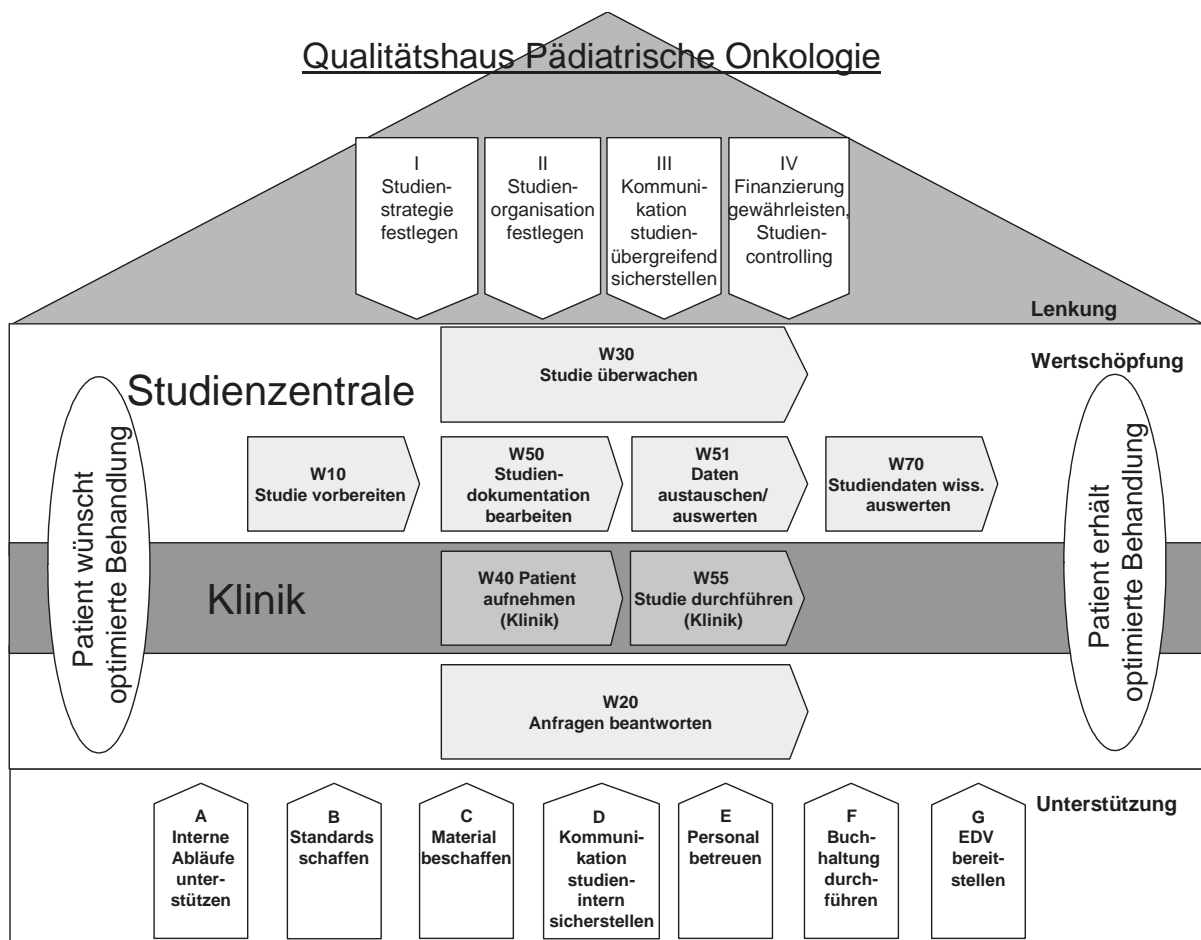 Qualitätshaus Pädiatrische Onkologie
I
Studien-
strategie
festlegen
II
Studien-
organisation
festlegen
III
Kommuni-
kation
studien-
übergreifend
sicherstellen
IV
Finanzierung
gewährleisten,
Studien-
controlling
Lenkung
W30
Studie überwachen
Wertschöpfung
Studienzentrale
Patient wünscht
optimierte Behandlung
W10
Studie vorbereiten
W50
Studien-
dokumentation
bearbeiten
W51
Daten
austauschen/
auswerten
W70
Studiendaten wiss.
auswerten
Patient erhält
optimierte Behandlung
Klinik
W40 Patient
aufnehmen
(Klinik)
W55
Studie durchführen
(Klinik)
W20
Anfragen beantworten
Unterstützung
A
Interne
Abläufe
unter-
stützen
B
Standards
schaffen
C
Material
beschaffen
D
Kommuni-
kation
studien-
intern
sicherstellen
E
Personal
betreuen
F
Buch-
haltung
durch-
führen
G
EDV
bereit-
stellen